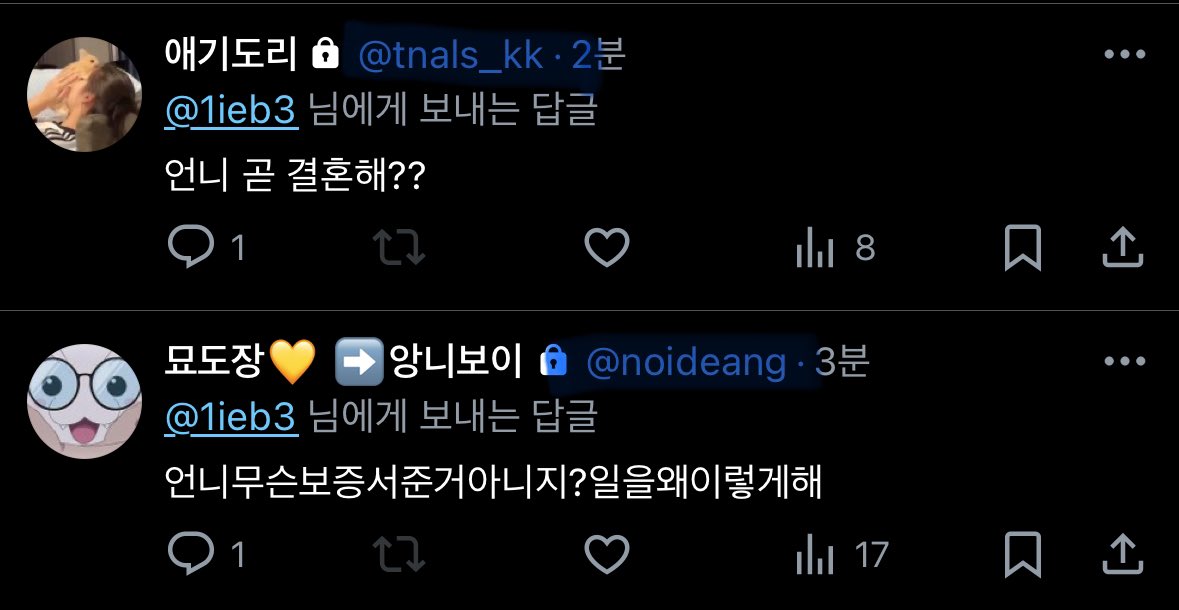 애기도리 @tnals_kk · 2분
@1ieb3 님에게 보내는 답글
언니 곧 결혼해??
1 8
묘도장💛 ➡️앙니보이 @noideang · 3분
@1ieb3 님에게 보내는 답글
언니무슨보증서준거아니지?일을왜이렇게해
1 17